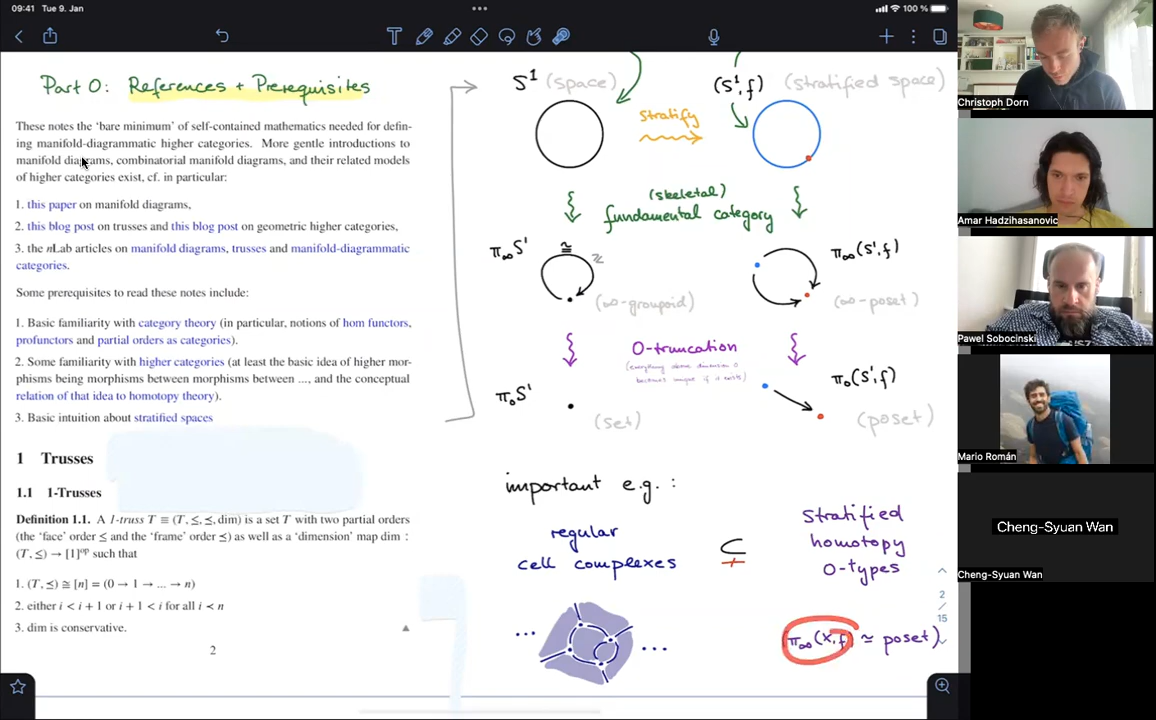 09:41 Tue 9. Jan
100 %
Part 0: References + Prerequisites
These notes the 'bare minimum' of self-contained mathematics needed for defin-
ing manifold-diagrammatic higher categories. More gentle introductions to
manifold diagrams, combinatorial manifold diagrams, and their related models
of higher categories exist, cf. in particular:
1. this paper on manifold diagrams,
2. this blog post on trusses and this blog post on geometric higher categories,
3. the nLab articles on manifold diagrams, trusses and manifold-diagrammatic
categories.
Some prerequisites to read these notes include:
1. Basic familiarity with category theory (in particular, notions of hom functors,
profunctors and partial orders as categories).
2. Some familiarity with higher categories (at least the basic idea of higher mor-
phisms being morphisms between morphisms between ..., and the conceptual
relation of that idea to homotopy theory).
3. Basic intuition about stratified spaces
1 Trusses
1.1 1-Trusses
Definition 1.1. A 1-truss T ≡ (T, ≤, ⪯, dim) is a set T with two partial orders
(the 'face' order ≤ and the 'frame' order ⪯) as well as a 'dimension' map dim :
(T, ≤) → [1]^op such that
1. (T, ⪯) ≅ [n] = (0 → 1 → ... → n)
2. either i < i + 1 or i + 1 < i for all i ≺ n
3. dim is conservative.
2
S¹ (space)
(S¹,f) (stratified space)
stratify
(skeletal)
fundamental category
π∞S¹
≅
(∞-groupoid)
π∞(S¹,f)
(∞-poset)
0-truncation
(everything above dimension 0
becomes unique if it exists)
π₀S¹
(set)
π₀(S¹,f)
(poset)
important e.g. :
regular
cell complexes
⊊
stratified
homotopy
0-types
...
...
(π∞(X,f) ≃ poset)
2
/
15
Christoph Dorn
Amar Hadzihasanovic
Pawel Sobocinski
Mario Román
Cheng-Syuan Wan
Cheng-Syuan Wan